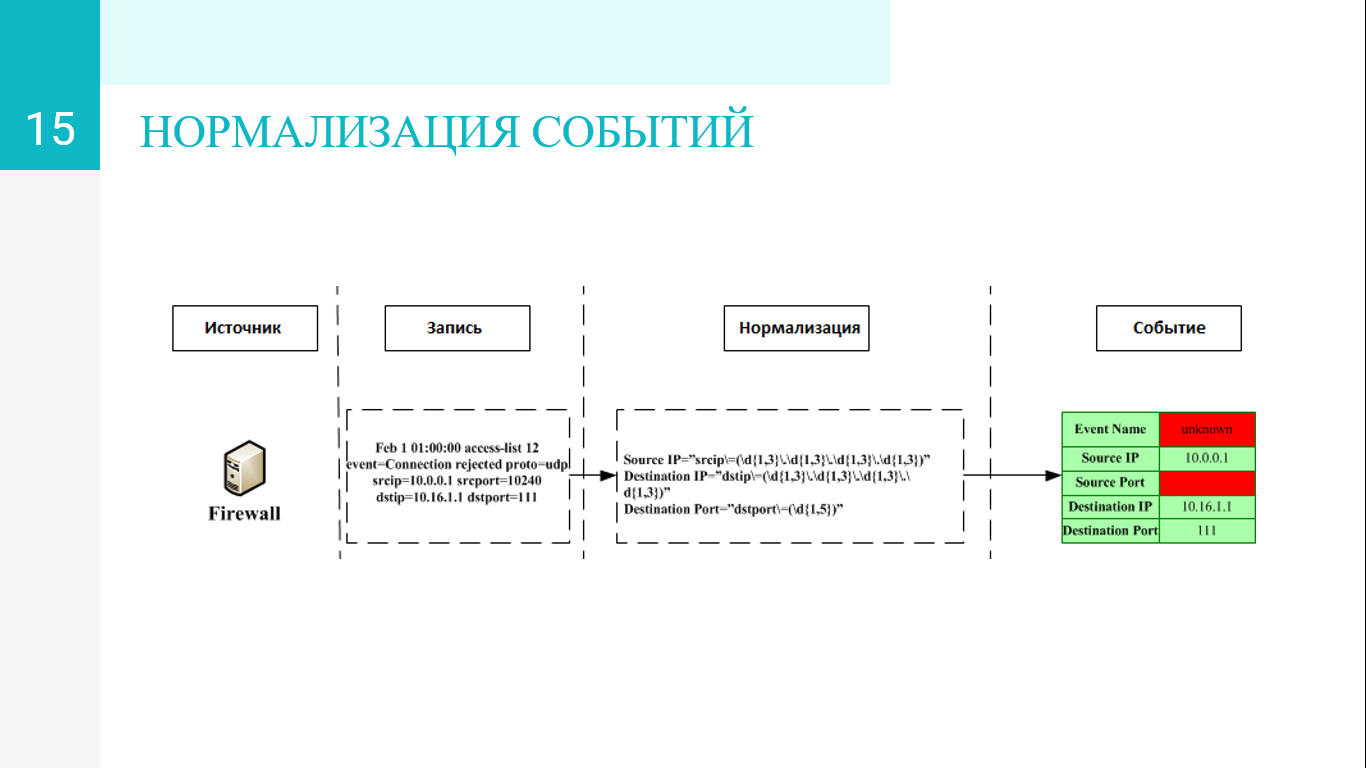 15
НОРМАЛИЗАЦИЯ СОБЫТИЙ
Источник
Запись
Нормализация
Событие
Firewall
Feb 1 01:00:00 access-list 12
event=Connection rejected proto=udp
srcip=10.0.0.1 srcport=10240
dstip=10.16.1.1 dstport=111
Source IP=”srcip\=(\d{1,3}\.\d{1,3}\.\d{1,3}\.\d{1,3})”
Destination IP=”dstip\=(\d{1,3}\.\d{1,3}\.\d{1,3}\.\
d{1,3})”
Destination Port=”dstport\=(\d{1,5})”
Event Name unknown
Source IP 10.0.0.1
Source Port
Destination IP 10.16.1.1
Destination Port 111